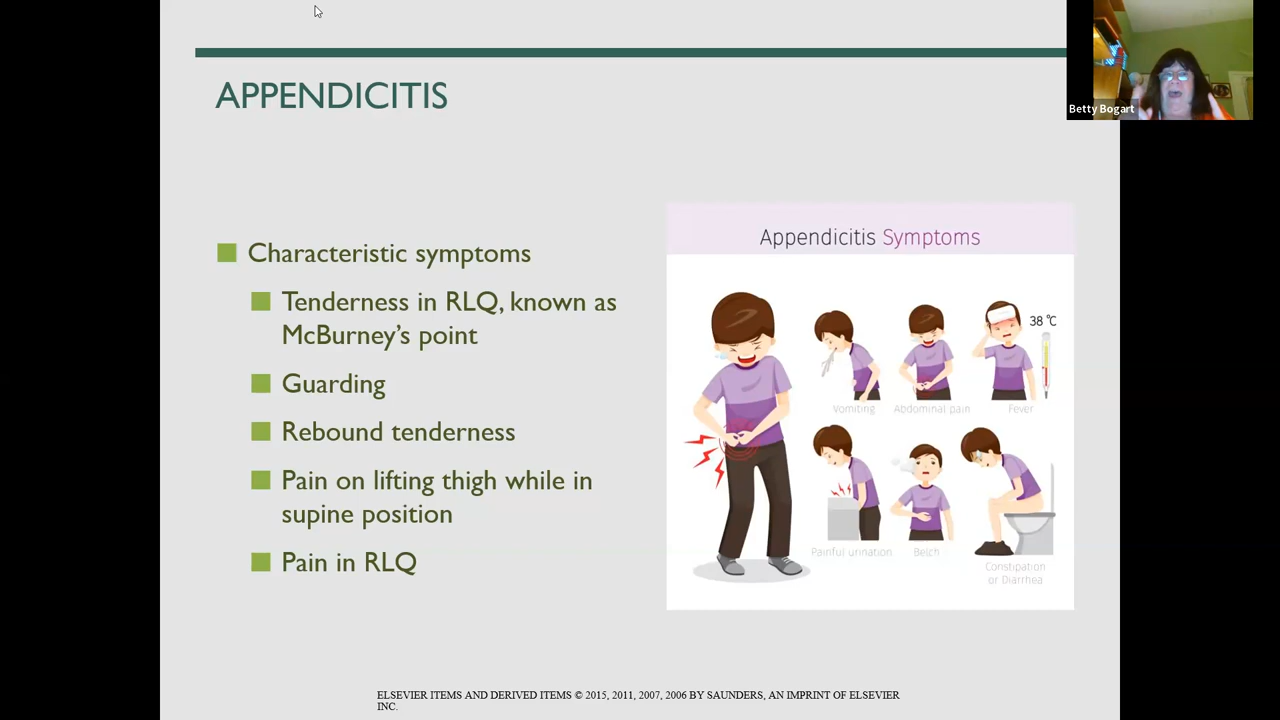 Betty Bogart
APPENDICITIS
Characteristic symptoms
Tenderness in RLQ, known as
McBurney's point
Guarding
Rebound tenderness
Pain on lifting thigh while in
supine position
Pain in RLQ
Appendicitis Symptoms
38 ℃
Vomiting
Abdominal pain
Fever
Painful urination
Belch
Constipation
or Diarrhea
ELSEVIER ITEMS AND DERIVED ITEMS © 2015, 2011, 2007, 2006 BY SAUNDERS, AN IMPRINT OF ELSEVIER
INC.